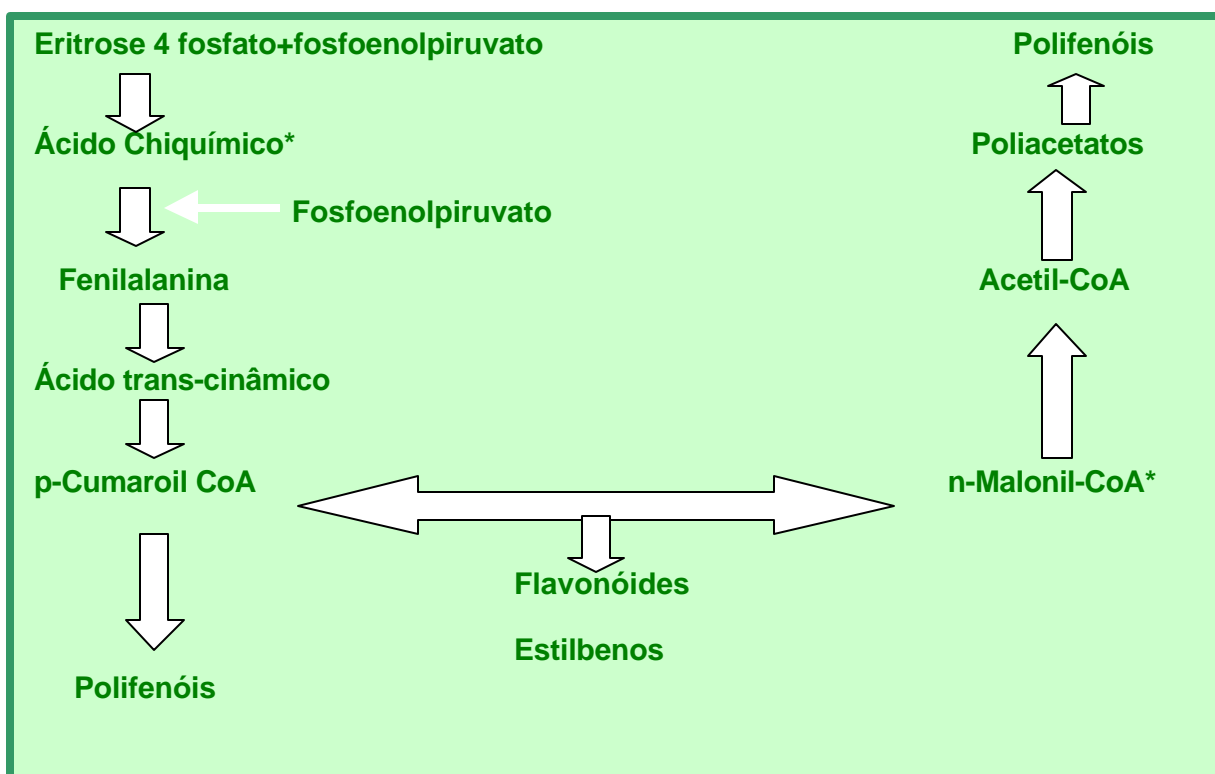 Eritrose 4 fosfato+fosfoenolpiruvato
Polifenóis
Ácido Chiquímico*
Poliacetatos
Fosfoenolpiruvato
Fenilalanina
Acetil-CoA
Ácido trans-cinâmico
p-Cumaroil CoA
n-Malonil-CoA*
Flavonóides
Estilbenos
Polifenóis